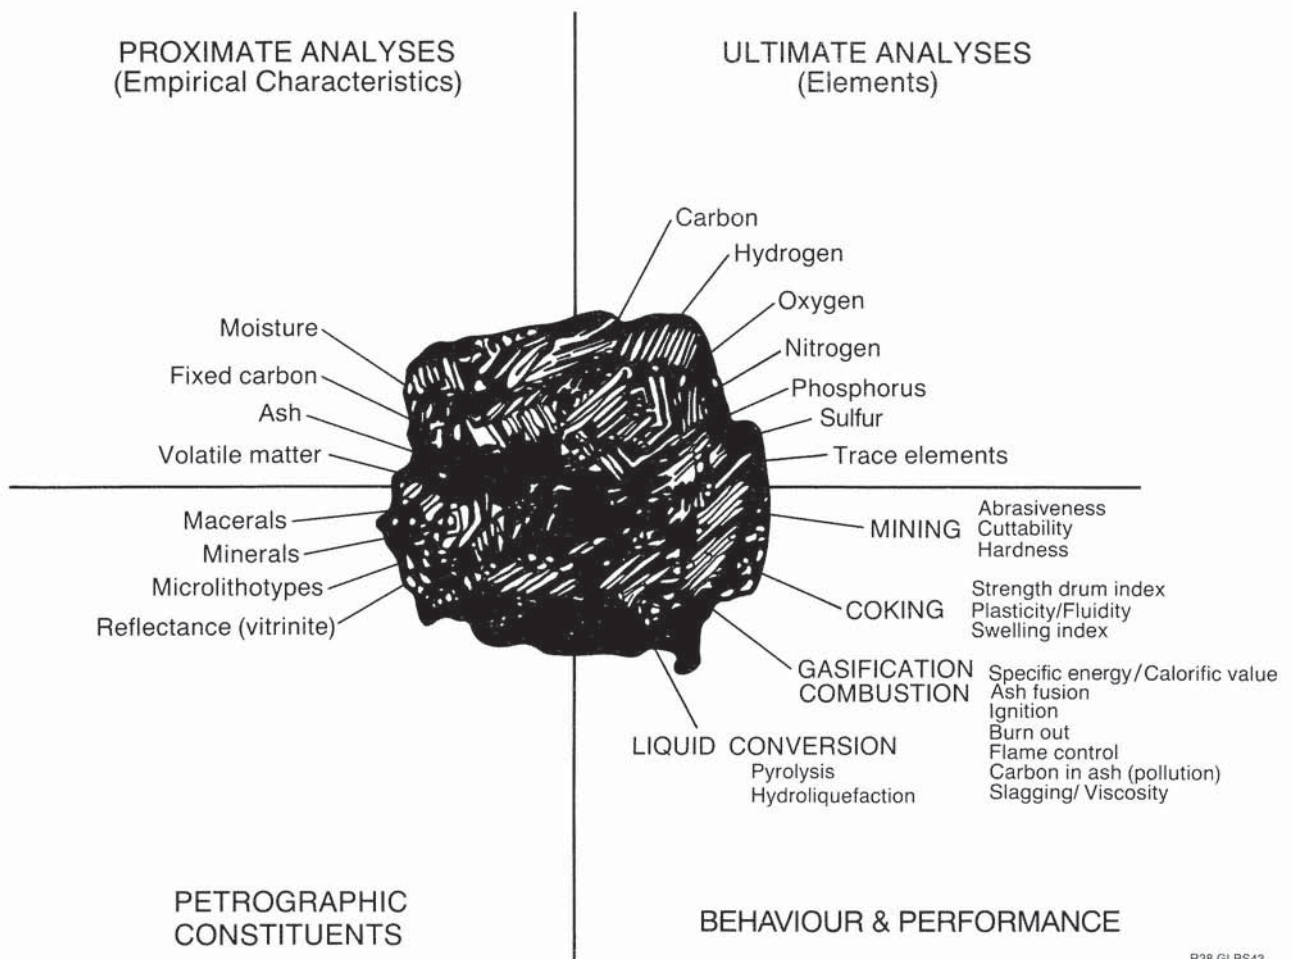 PROXIMATE ANALYSES
(Empirical Characteristics)
ULTIMATE ANALYSES
(Elements)
Carbon
Hydrogen
Oxygen
Nitrogen
Phosphorus
Sulfur
Trace elements
Moisture
Fixed carbon
Ash
Volatile matter
Macerals
Minerals
Microlithotypes
Reflectance (vitrinite)
MINING
Abrasiveness
Cuttability
Hardness
COKING
Strength drum index
Plasticity/Fluidity
Swelling index
GASIFICATION
COMBUSTION
Specific energy/Calorific value
Ash fusion
Ignition
Burn out
Flame control
Carbon in ash (pollution)
Slagging/Viscosity
LIQUID CONVERSION
Pyrolysis
Hydroliquefaction
PETROGRAPHIC
CONSTITUENTS
BEHAVIOUR & PERFORMANCE